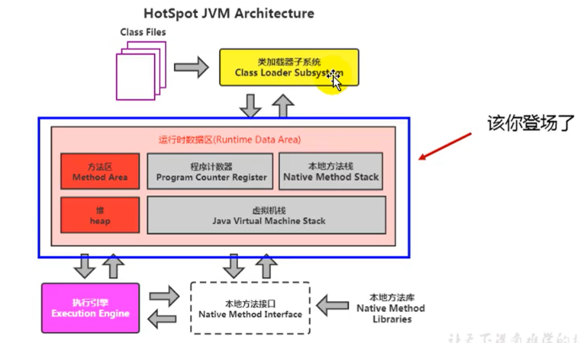 HotSpot JVM Architecture
Class Files
类加载器子系统
Class Loader Subsystem
该你登场了
运行时数据区(Runtime Data Area)
方法区
Method Area
程序计数器
Program Counter Register
本地方法栈
Native Method Stack
堆
heap
虚拟机栈
Java Virtual Machine Stack
执行引擎
Execution Engine
本地方法接口
Native Method Interface
本地方法库
Native Method
Libraries